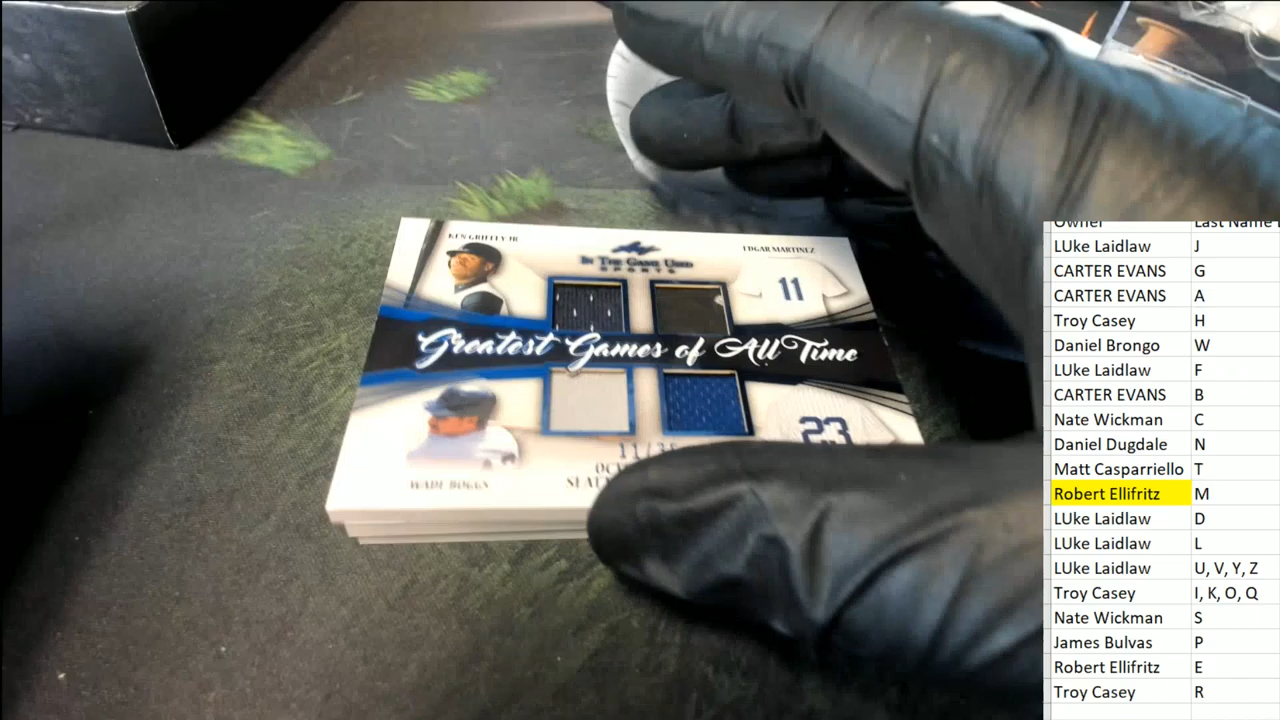 KEN GRIFFEY JR
EDGAR MARTINEZ
IN THE GAME USED
SPORTS
11
Greatest Games of All Time
23
WADE BOGGS
Owner Last Name
LUke Laidlaw J
CARTER EVANS G
CARTER EVANS A
Troy Casey H
Daniel Brongo W
LUke Laidlaw F
CARTER EVANS B
Nate Wickman C
Daniel Dugdale N
Matt Casparriello T
Robert Ellifritz M
LUke Laidlaw D
LUke Laidlaw L
LUke Laidlaw U, V, Y, Z
Troy Casey I, K, O, Q
Nate Wickman S
James Bulvas P
Robert Ellifritz E
Troy Casey R